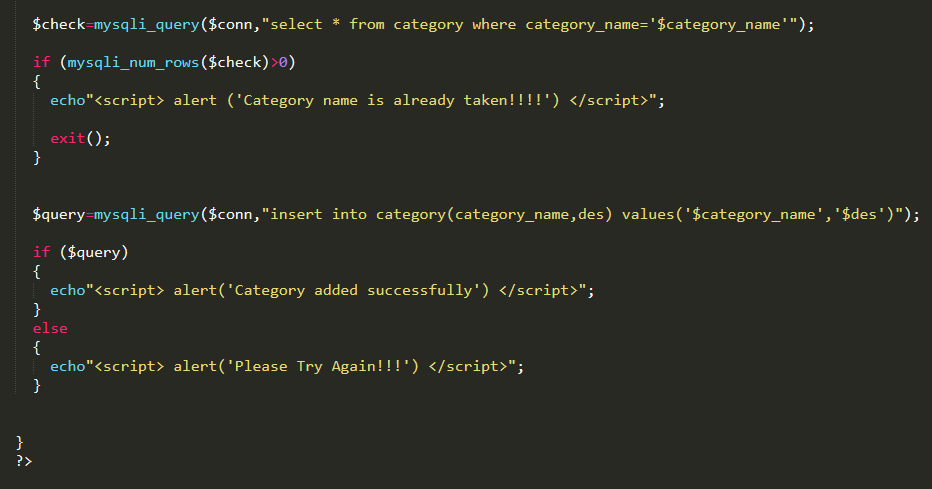 $check=mysqli_query($conn,"select * from category where category_name='$category_name'");
if (mysqli_num_rows($check)>0)
{
echo"<script> alert ('Category name is already taken!!!!') </script>";
exit();
}
$query=mysqli_query($conn,"insert into category(category_name,des) values('$category_name','$des')");
if ($query)
{
echo"<script> alert('Category added successfully') </script>";
}
else
{
echo"<script> alert('Please Try Again!!!') </script>";
}
}
?>